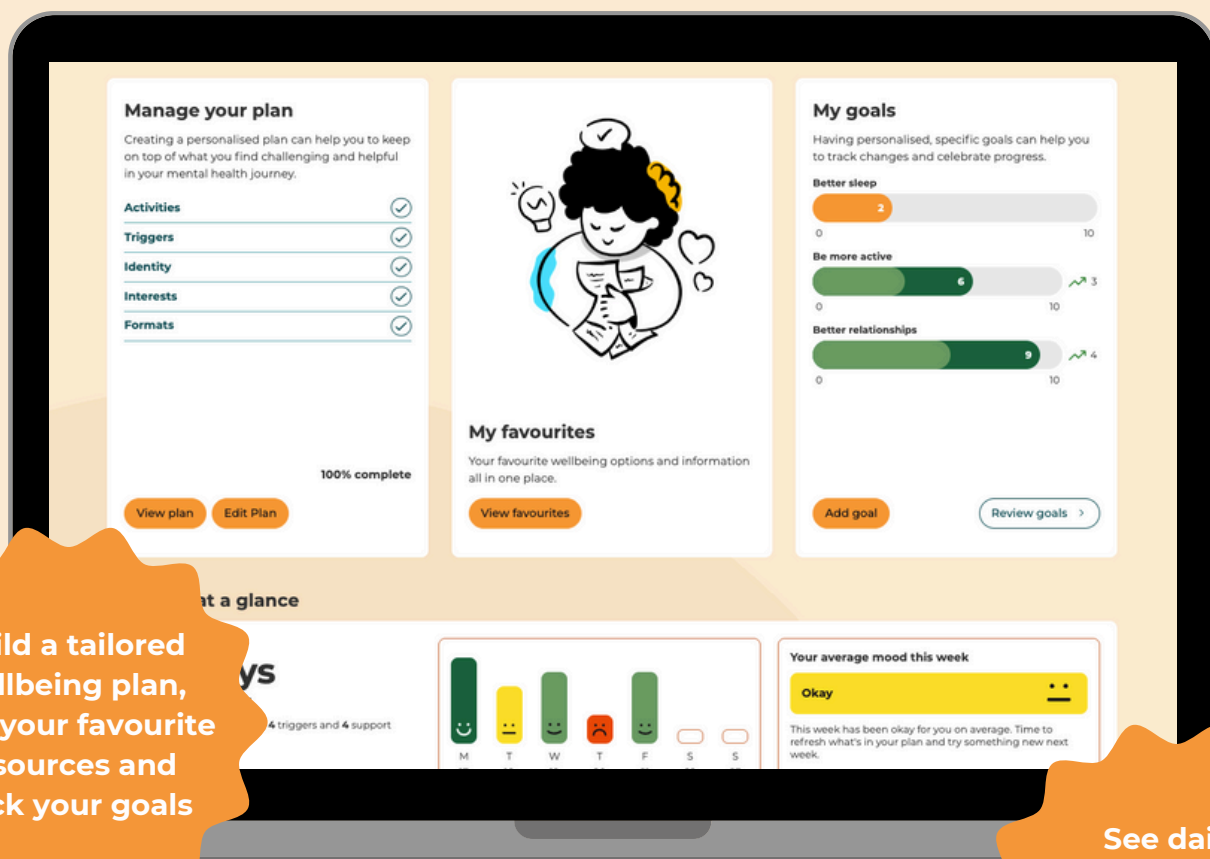 Manage your plan
Creating a personalised plan can help you to keep
on top of what you find challenging and helpful
in your mental health journey.
Activities
Triggers
Identity
Interests
Formats
100% complete
View plan
Edit Plan
My favourites
Your favourite wellbeing options and information
all in one place.
View favourites
My goals
Having personalised, specific goals can help you
to track changes and celebrate progress.
Better sleep
2
0 10
Be more active
6
3
0 10
Better relationships
9
4
0 10
Add goal
Review goals >
at a glance
4 triggers and 4 support
M T W T F S S
Your average mood this week
Okay
This week has been okay for you on average. Time to
refresh what's in your plan and try something new next
week.
a tailored
plan,
your favourite
and
your goals
See